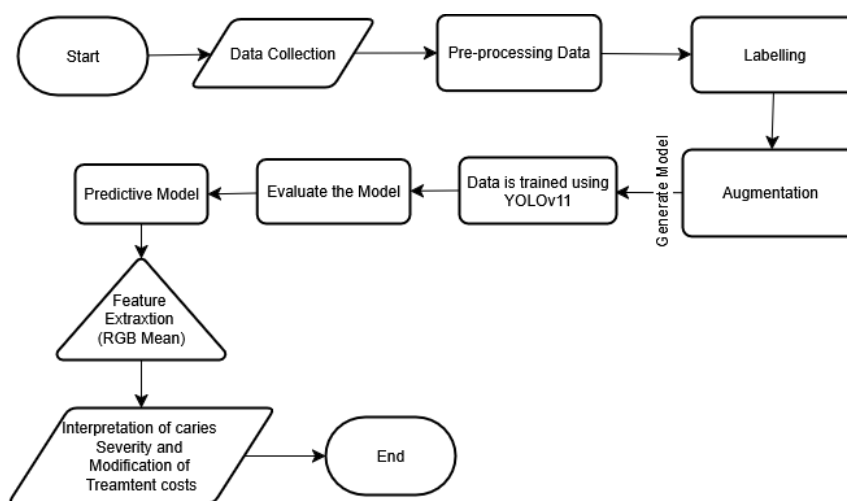 Start
Data Collection
Pre-processing Data
Labelling
Augmentation
Generate Model
Data is trained using
YOLOv11
Evaluate the Model
Predictive Model
Feature
Extraxtion
(RGB Mean)
Interpretation of caries
Severity and
Modification of
Treamtent costs
End